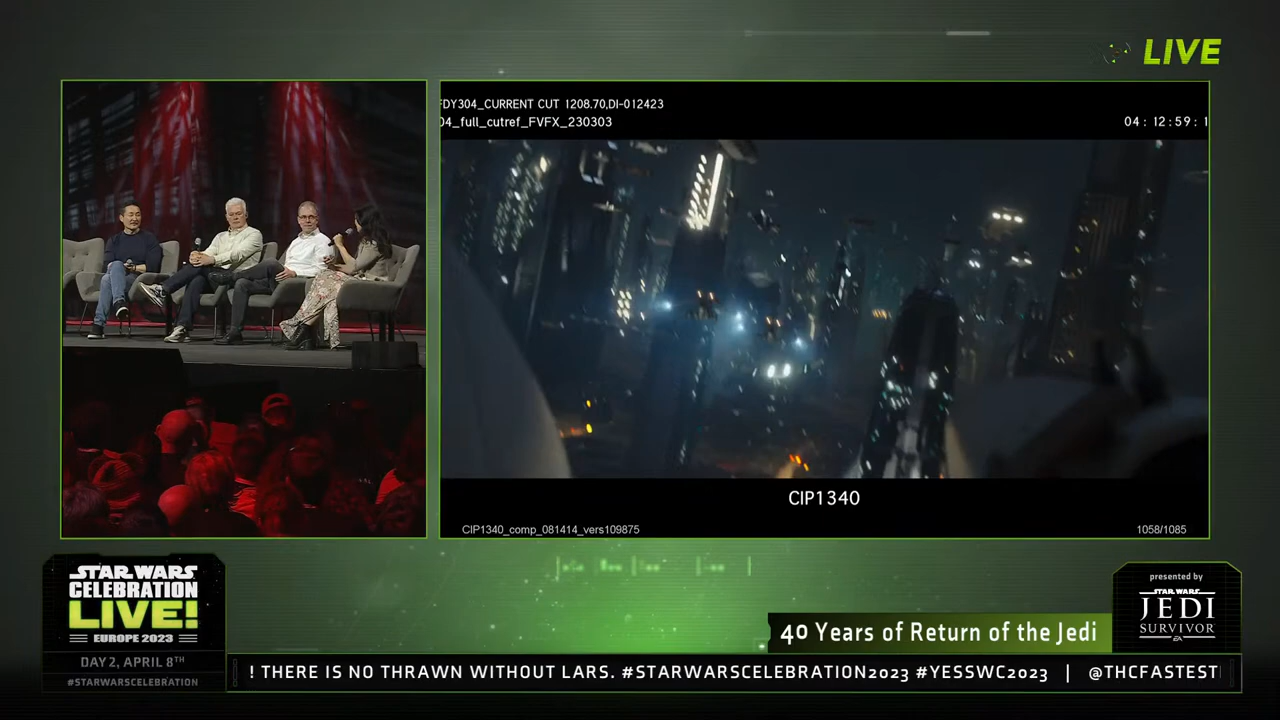 LIVE
DY304_CURRENT CUT 1208.70,DI-012423
04_full_cutref_FVFX_230303
04: 12:59: 1
CIP1340
CIP1340_comp_081414_vers109875
1058/1085
STAR WARS
CELEBRATION
LIVE!
EUROPE 2023
DAY 2, APRIL 8TH
#STARWARSCELEBRATION
40 Years of Return of the Jedi
presented by
STAR WARS
JEDI
SURVIVOR
EA
! THERE IS NO THRAWN WITHOUT LARS. #STARWARSCELEBRATION2023 #YESSWC2023 | @THCFASTEST